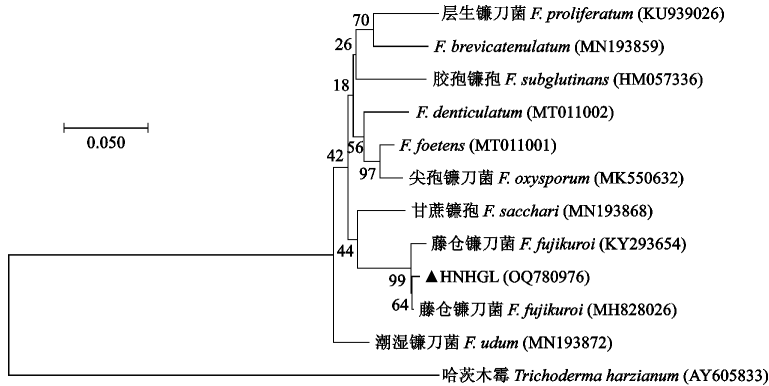 70
层生镰刀菌 F. proliferatum (KU939026)
26
F. brevicatenulatum (MN193859)
胶孢镰孢 F. subglutinans (HM057336)
18
F. denticulatum (MT011002)
0.050
56
F. foetens (MT011001)
42
97
尖孢镰刀菌 F. oxysporum (MK550632)
甘蔗镰孢 F. sacchari (MN193868)
44
藤仓镰刀菌 F. fujikuroi (KY293654)
99
▲HNHGL (OQ780976)
64
藤仓镰刀菌 F. fujikuroi (MH828026)
潮湿镰刀菌 F. udum (MN193872)
哈茨木霉 Trichoderma harzianum (AY605833)